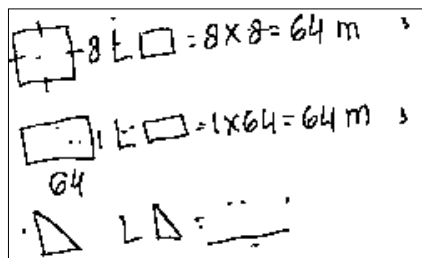 8 L □ = 8 x 8 = 64 m
1 L ▭ = 1 x 64 = 64 m
64
L ◺ =